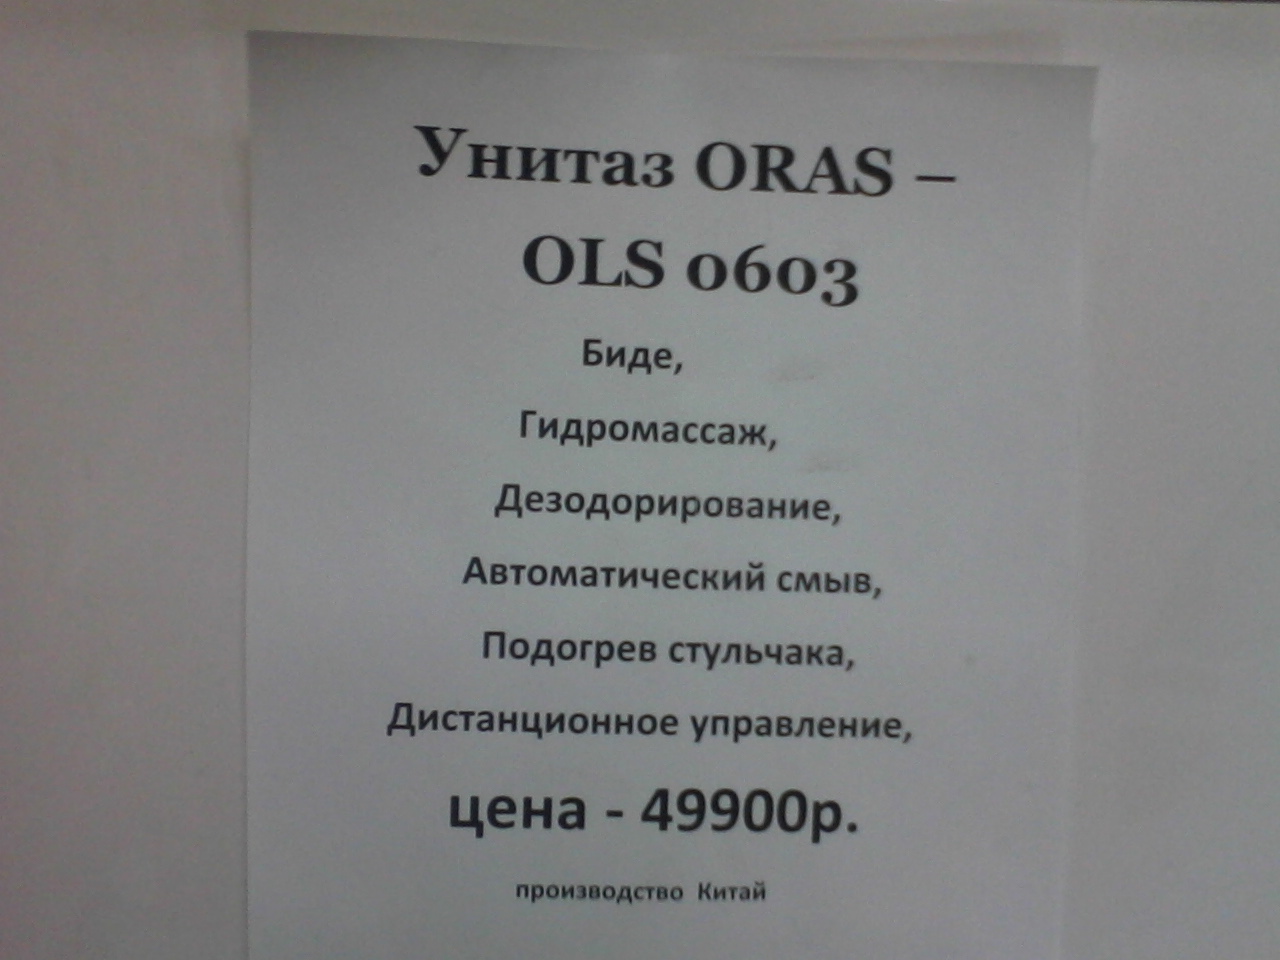 Унитаз ORAS –
OLS 0603
Биде,
Гидромассаж,
Дезодорирование,
Автоматический смыв,
Подогрев стульчака,
Дистанционное управление,
цена - 49900р.
производство Китай